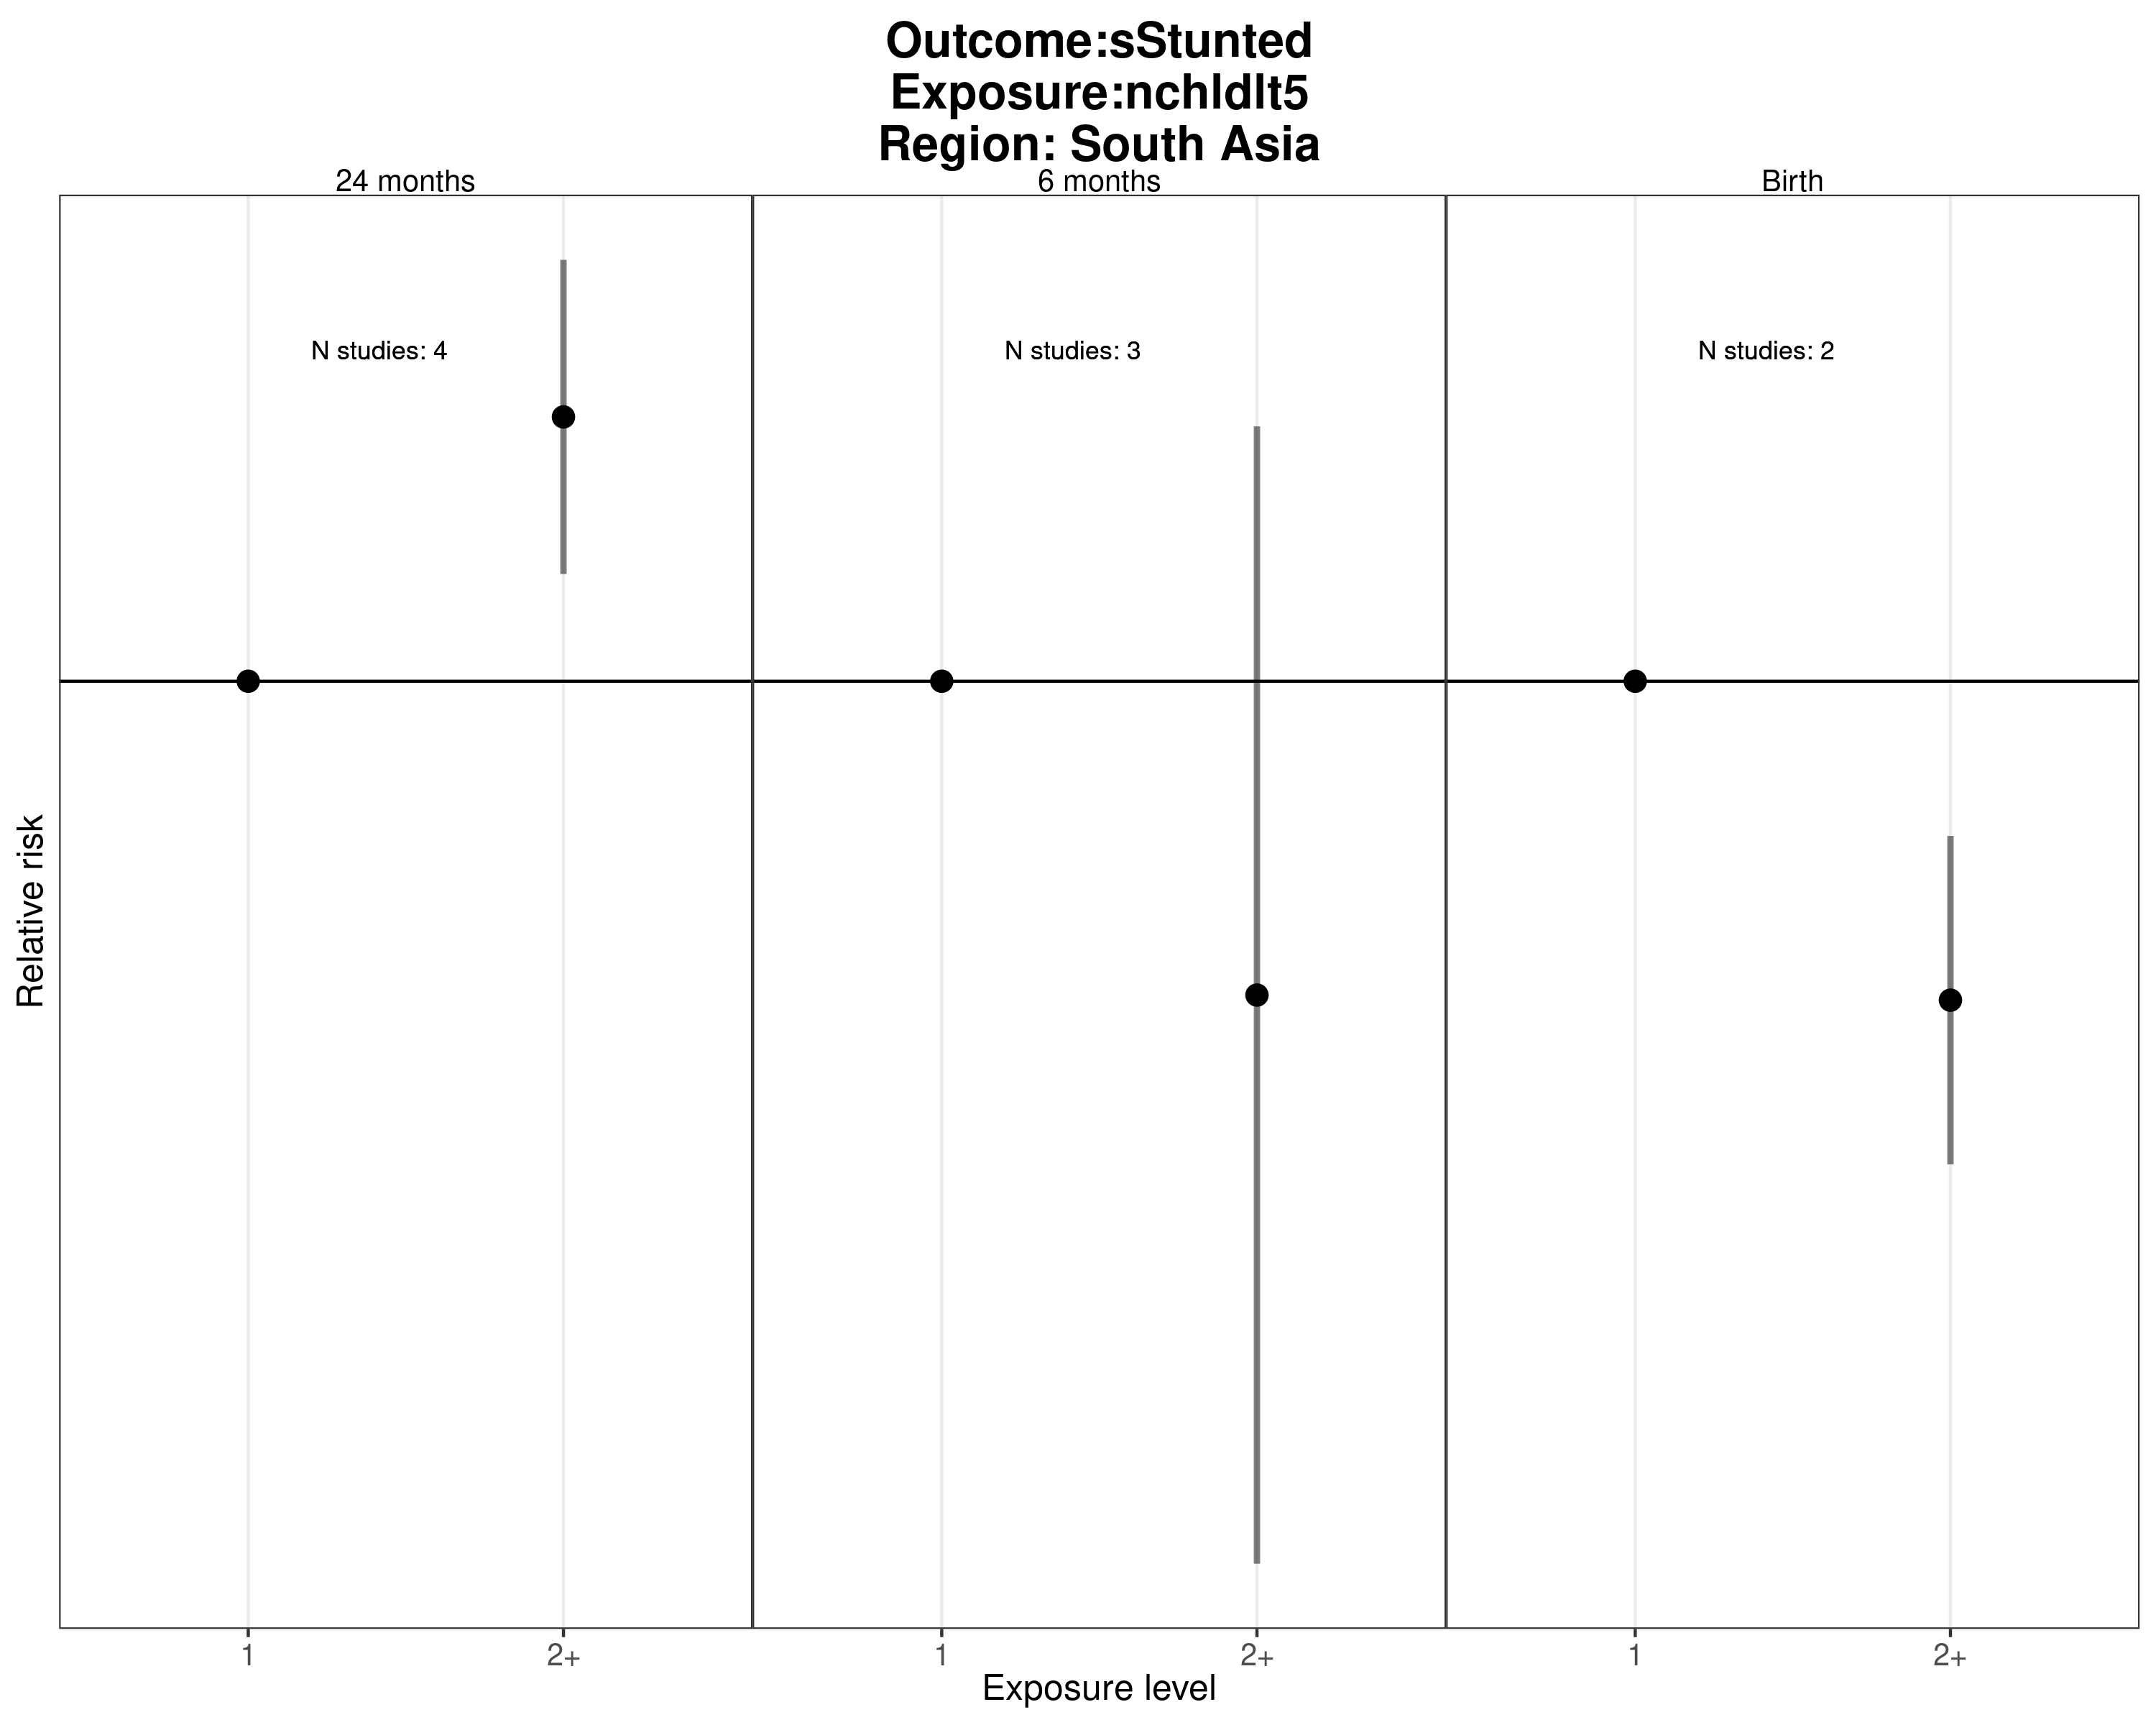 Outcome:sStunted
Exposure:nchldlt5
Region: South Asia
24 months
6 months
Birth
N studies: 4
N studies: 3
N studies: 2
Relative risk
1
2+
1
2+
1
2+
Exposure level